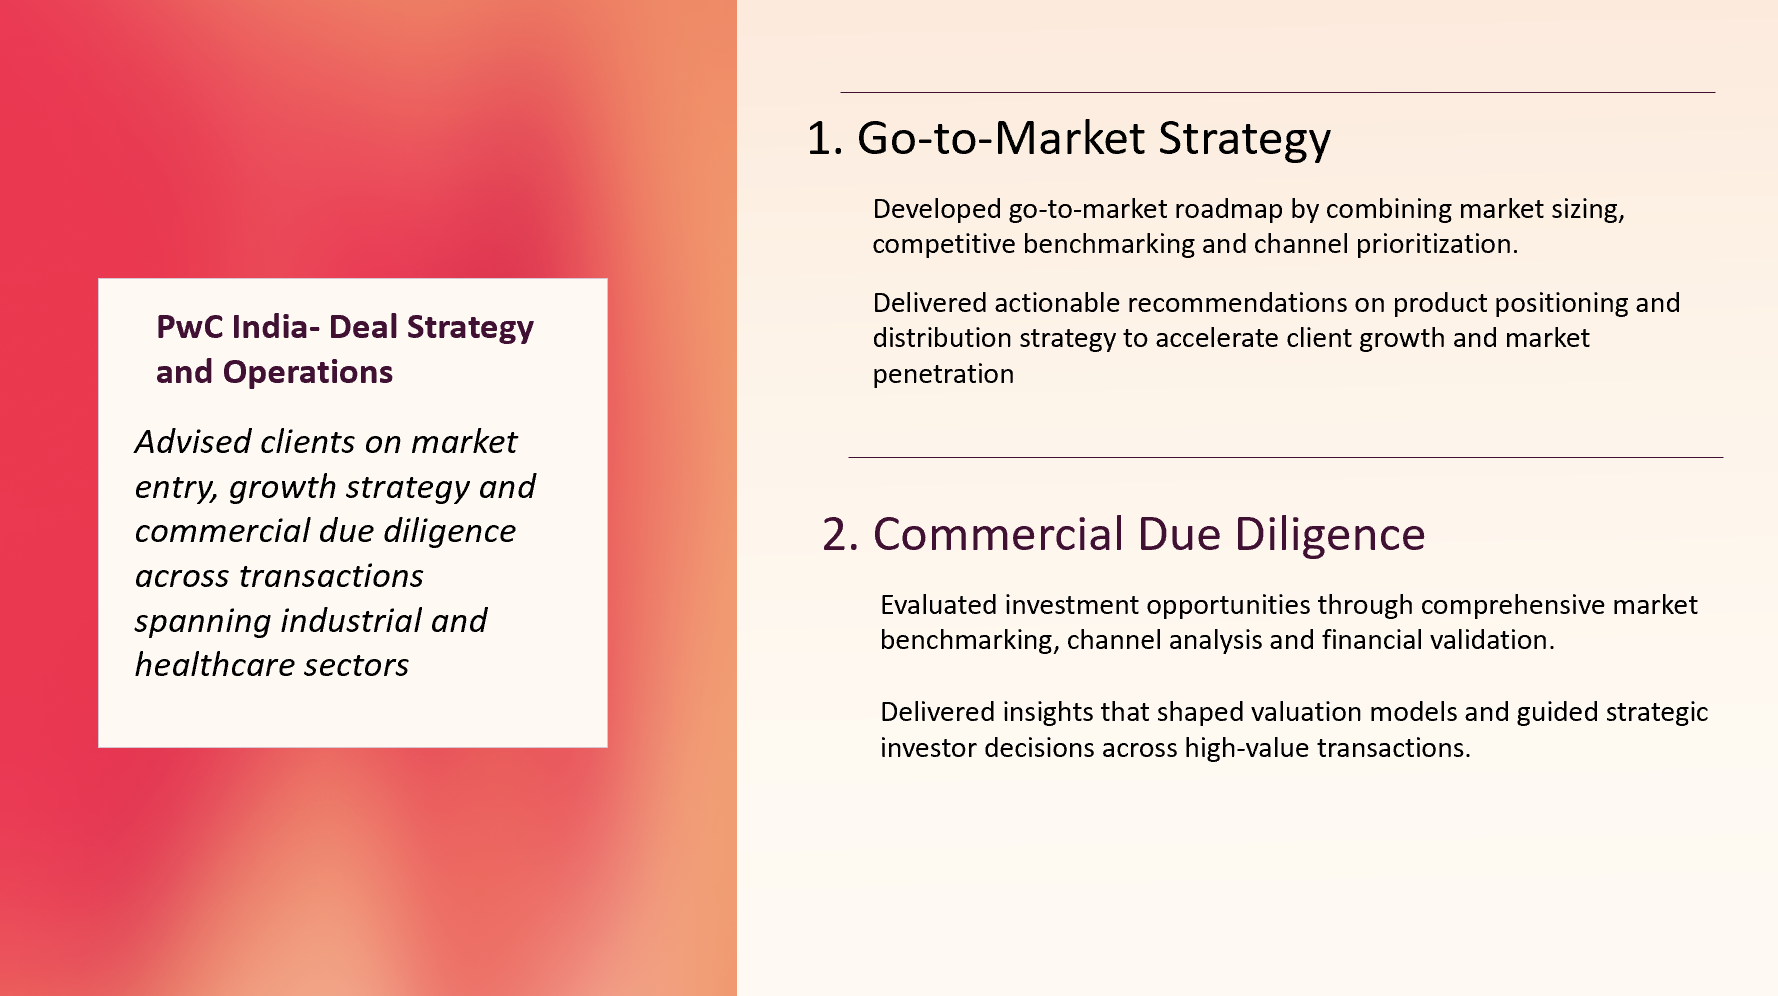 PwC India- Deal Strategy
and Operations
Advised clients on market
entry, growth strategy and
commercial due diligence
across transactions
spanning industrial and
healthcare sectors
1. Go-to-Market Strategy
Developed go-to-market roadmap by combining market sizing,
competitive benchmarking and channel prioritization.
Delivered actionable recommendations on product positioning and
distribution strategy to accelerate client growth and market
penetration
2. Commercial Due Diligence
Evaluated investment opportunities through comprehensive market
benchmarking, channel analysis and financial validation.
Delivered insights that shaped valuation models and guided strategic
investor decisions across high-value transactions.